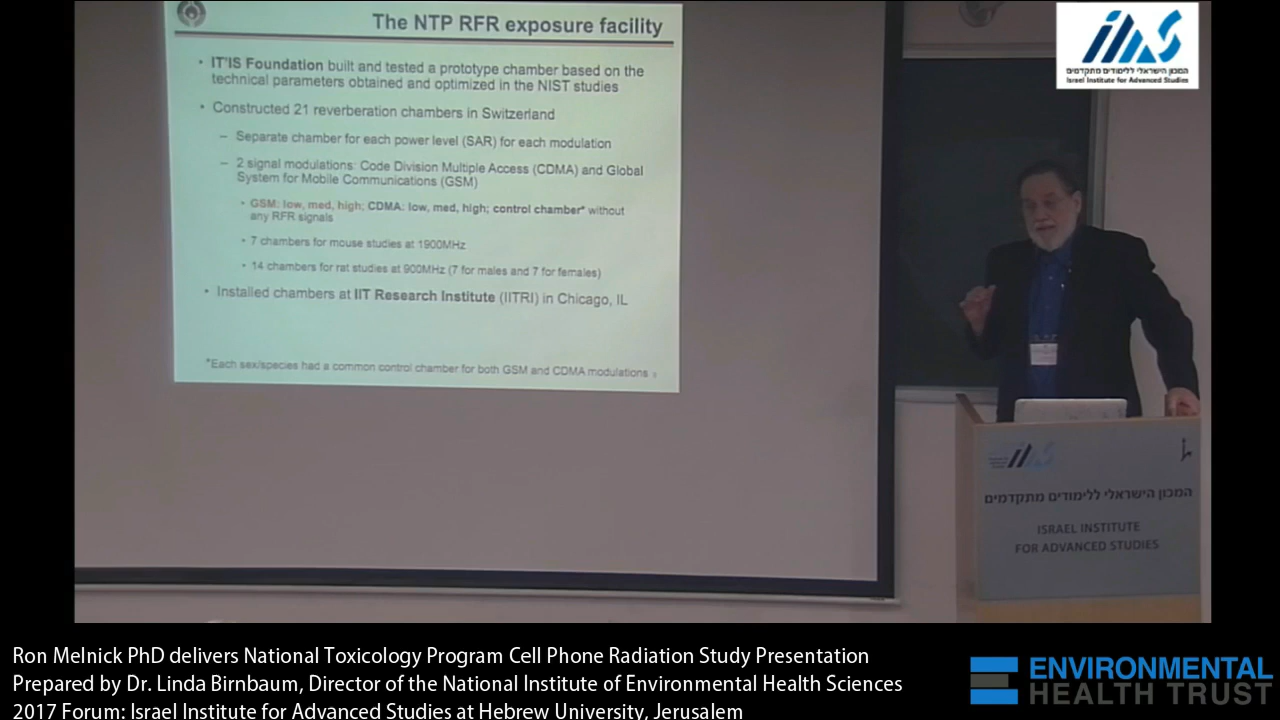 The NTP RFR exposure facility
• IT'IS Foundation built and tested a prototype chamber based on the
technical parameters obtained and optimized in the NIST studies
• Constructed 21 reverberation chambers in Switzerland
– Separate chamber for each power level (SAR) for each modulation
– 2 signal modulations: Code Division Multiple Access (CDMA) and Global
System for Mobile Communications (GSM)
• GSM: low, med, high; CDMA: low, med, high; control chamber* without
any RFR signals
• 7 chambers for mouse studies at 1900MHz
• 14 chambers for rat studies at 900MHz (7 for males and 7 for females)
• Installed chambers at IIT Research Institute (IITRI) in Chicago, IL
*Each sex/species had a common control chamber for both GSM and CDMA modulations
המכון הישראלי ללימודים מתקדמים
Israel Institute for Advanced Studies
המכון הישראלי ללימודים מתקדמים
ISRAEL INSTITUTE
FOR ADVANCED STUDIES
Ron Melnick PhD delivers National Toxicology Program Cell Phone Radiation Study Presentation
Prepared by Dr. Linda Birnbaum, Director of the National Institute of Environmental Health Sciences
2017 Forum: Israel Institute for Advanced Studies at Hebrew University, Jerusalem
ENVIRONMENTAL
HEALTH TRUST